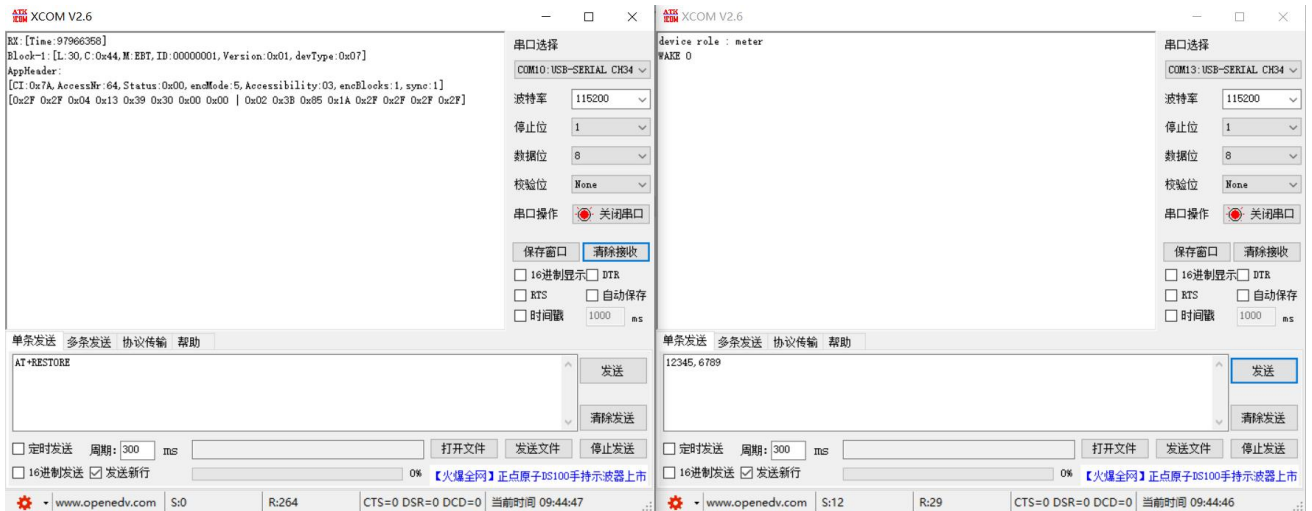 ATK XCOM XCOM V2.6
RX:[Time:97966358]
Block-1:[L:30,C:0x44,M:EBT,ID:00000001,Version:0x01,devType:0x07]
AppHeader:
[CI:0x7A,AccessNr:64,Status:0x00,encMode:5,Accessibility:03,encBlocks:1,sync:1]
[0x2F 0x2F 0x04 0x13 0x39 0x30 0x00 0x00 | 0x02 0x3B 0x85 0x1A 0x2F 0x2F 0x2F 0x2F]
串口选择
COM10:USB-SERIAL CH34
波特率 115200
停止位 1
数据位 8
校验位 None
串口操作 关闭串口
保存窗口 清除接收
16进制显示 DTR
RTS 自动保存
时间戳 1000 ms
单条发送 多条发送 协议传输 帮助
AT+RESTORE
发送
清除发送
定时发送 周期: 300 ms 打开文件 发送文件 停止发送
16进制发送 发送新行 0% 【火爆全网】正点原子DS100手持示波器上市
www.openedv.com S:0 R:264 CTS=0 DSR=0 DCD=0 当前时间 09:44:47
ATK XCOM XCOM V2.6
device role : meter
WAKE 0
串口选择
COM13:USB-SERIAL CH34
波特率 115200
停止位 1
数据位 8
校验位 None
串口操作 关闭串口
保存窗口 清除接收
16进制显示 DTR
RTS 自动保存
时间戳 1000 ms
单条发送 多条发送 协议传输 帮助
12345,6789
发送
清除发送
定时发送 周期: 300 ms 打开文件 发送文件 停止发送
16进制发送 发送新行 0% 【火爆全网】正点原子DS100手持示波器上市
www.openedv.com S:12 R:29 CTS=0 DSR=0 DCD=0 当前时间 09:44:46